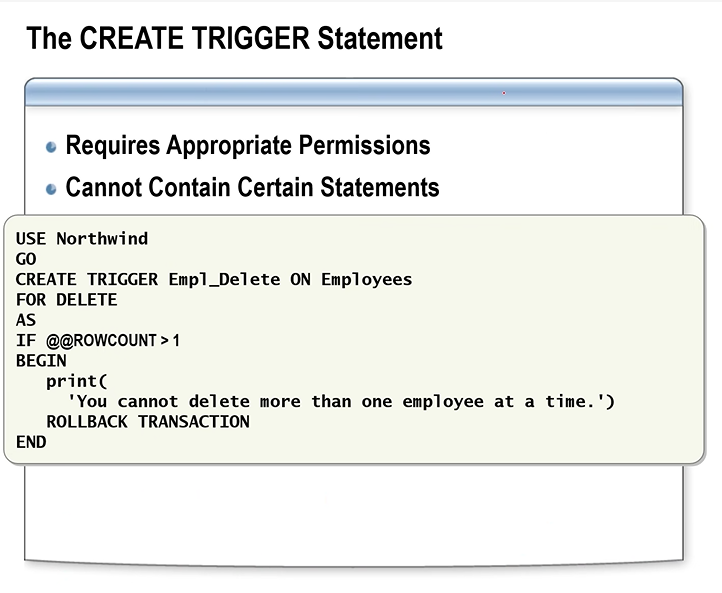 The CREATE TRIGGER Statement
Requires Appropriate Permissions
Cannot Contain Certain Statements
USE Northwind
GO
CREATE TRIGGER Empl_Delete ON Employees
FOR DELETE
AS
IF @@ROWCOUNT > 1
BEGIN
   print(
     'You cannot delete more than one employee at a time.')
   ROLLBACK TRANSACTION
END